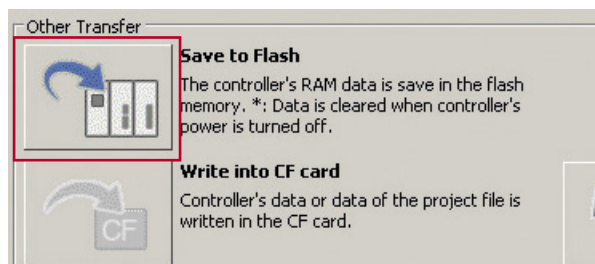 Other Transfer
Save to Flash
The controller's RAM data is save in the flash
memory. *: Data is cleared when controller's
power is turned off.
Write into CF card
Controller's data or data of the project file is
written in the CF card.
CF